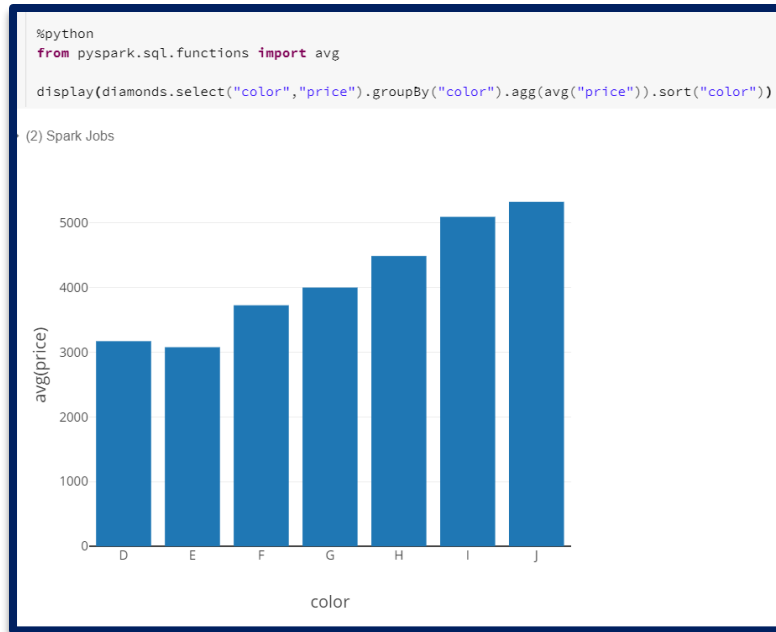 %python
from pyspark.sql.functions import avg
display(diamonds.select("color","price").groupBy("color").agg(avg("price")).sort("color"))
(2) Spark Jobs
avg(price)
5000
4000
3000
2000
1000
0
D E F G H I J
color